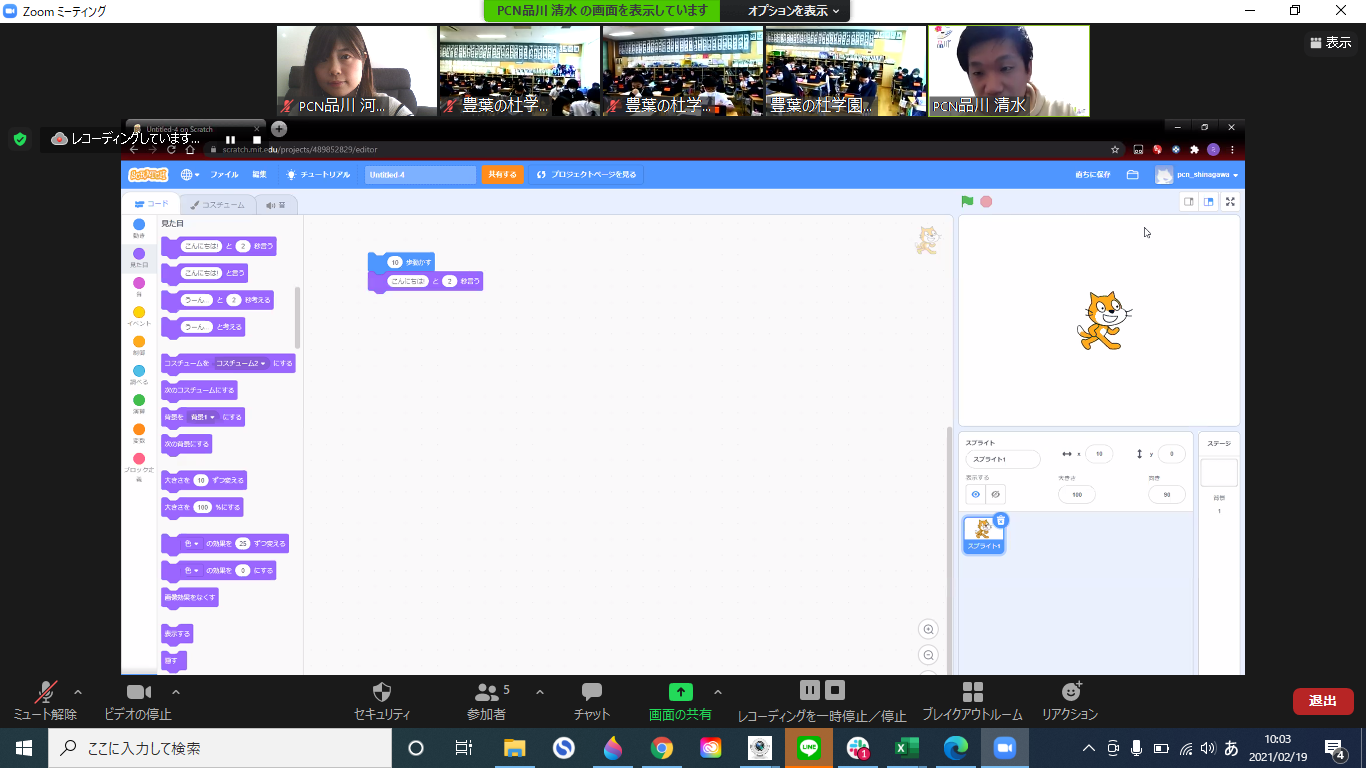 Zoom ミーティング
PCN品川 清水 の画面を表示しています
オプションを表示
表示
PCN品川 河...
豊葉の杜学...
豊葉の杜学...
豊葉の杜学園...
PCN品川 清水
レコーディングしています...
Untitled-4 on Scratch
scratch.mit.edu/projects/489852829/editor
SCRATCH
ファイル
編集
チュートリアル
Untitled-4
共有する
プロジェクトページを見る
直ちに保存
pcn_shinagawa
コード
コスチューム
音
動き
見た目
音
イベント
制御
調べる
演算
変数
ブロック定義
見た目
こんにちは! と 2 秒言う
こんにちは! と言う
うーん... と 2 秒考える
うーん... と考える
コスチュームを コスチューム2 にする
次のコスチュームにする
背景を 背景1 にする
次の背景にする
大きさを 10 ずつ変える
大きさを 100 %にする
色 の効果を 25 ずつ変える
色 の効果を 0 にする
画像効果をなくす
表示する
隠す
10 歩動かす
こんにちは! と 2 秒言う
スプライト
スプライト1
x 10
y 0
表示する
大きさ
100
向き
90
スプライト1
ステージ
背景
1
ミュート解除
ビデオの停止
セキュリティ
5
参加者
チャット
画面の共有
レコーディングを一時停止／停止
ブレイクアウトルーム
リアクション
退出
ここに入力して検索
LINE
1
あ
10:03
2021/02/19
4